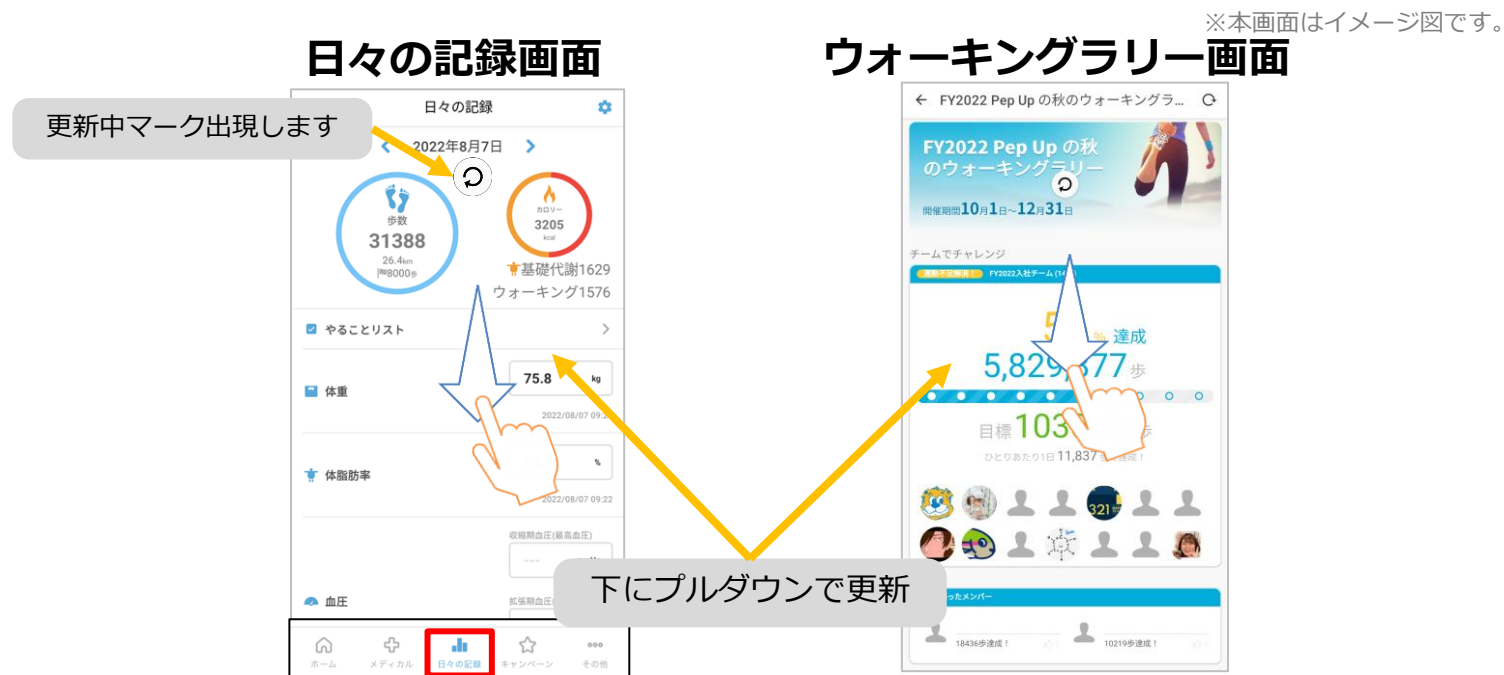 ※本画面はイメージ図です。
日々の記録画面
ウォーキングラリー画面
更新中マーク出現します
日々の記録
2022年8月7日
歩数
31388
26.4km
8000歩
カロリー
3205
kcal
基礎代謝1629
ウォーキング1576
やることリスト
体重
75.8 kg
2022/08/07 09:2
体脂肪率
%
2022/08/07 09:22
収縮期血圧(最高血圧)
---
血圧
拡張期血圧
ホーム
メディカル
日々の記録
キャンペーン
その他
下にプルダウンで更新
← FY2022 Pep Up の秋のウォーキングラ...
FY2022 Pep Up の秋
のウォーキングラリー
開催期間10月1日~12月31日
チームでチャレンジ
運動不足解消! FY2022入社チーム (14
5 % 達成
5,829,877 歩
目標 103 歩
ひとりあたり1日 11,837 達成!
321
ったメンバー
18436歩達成!
10219歩達成!